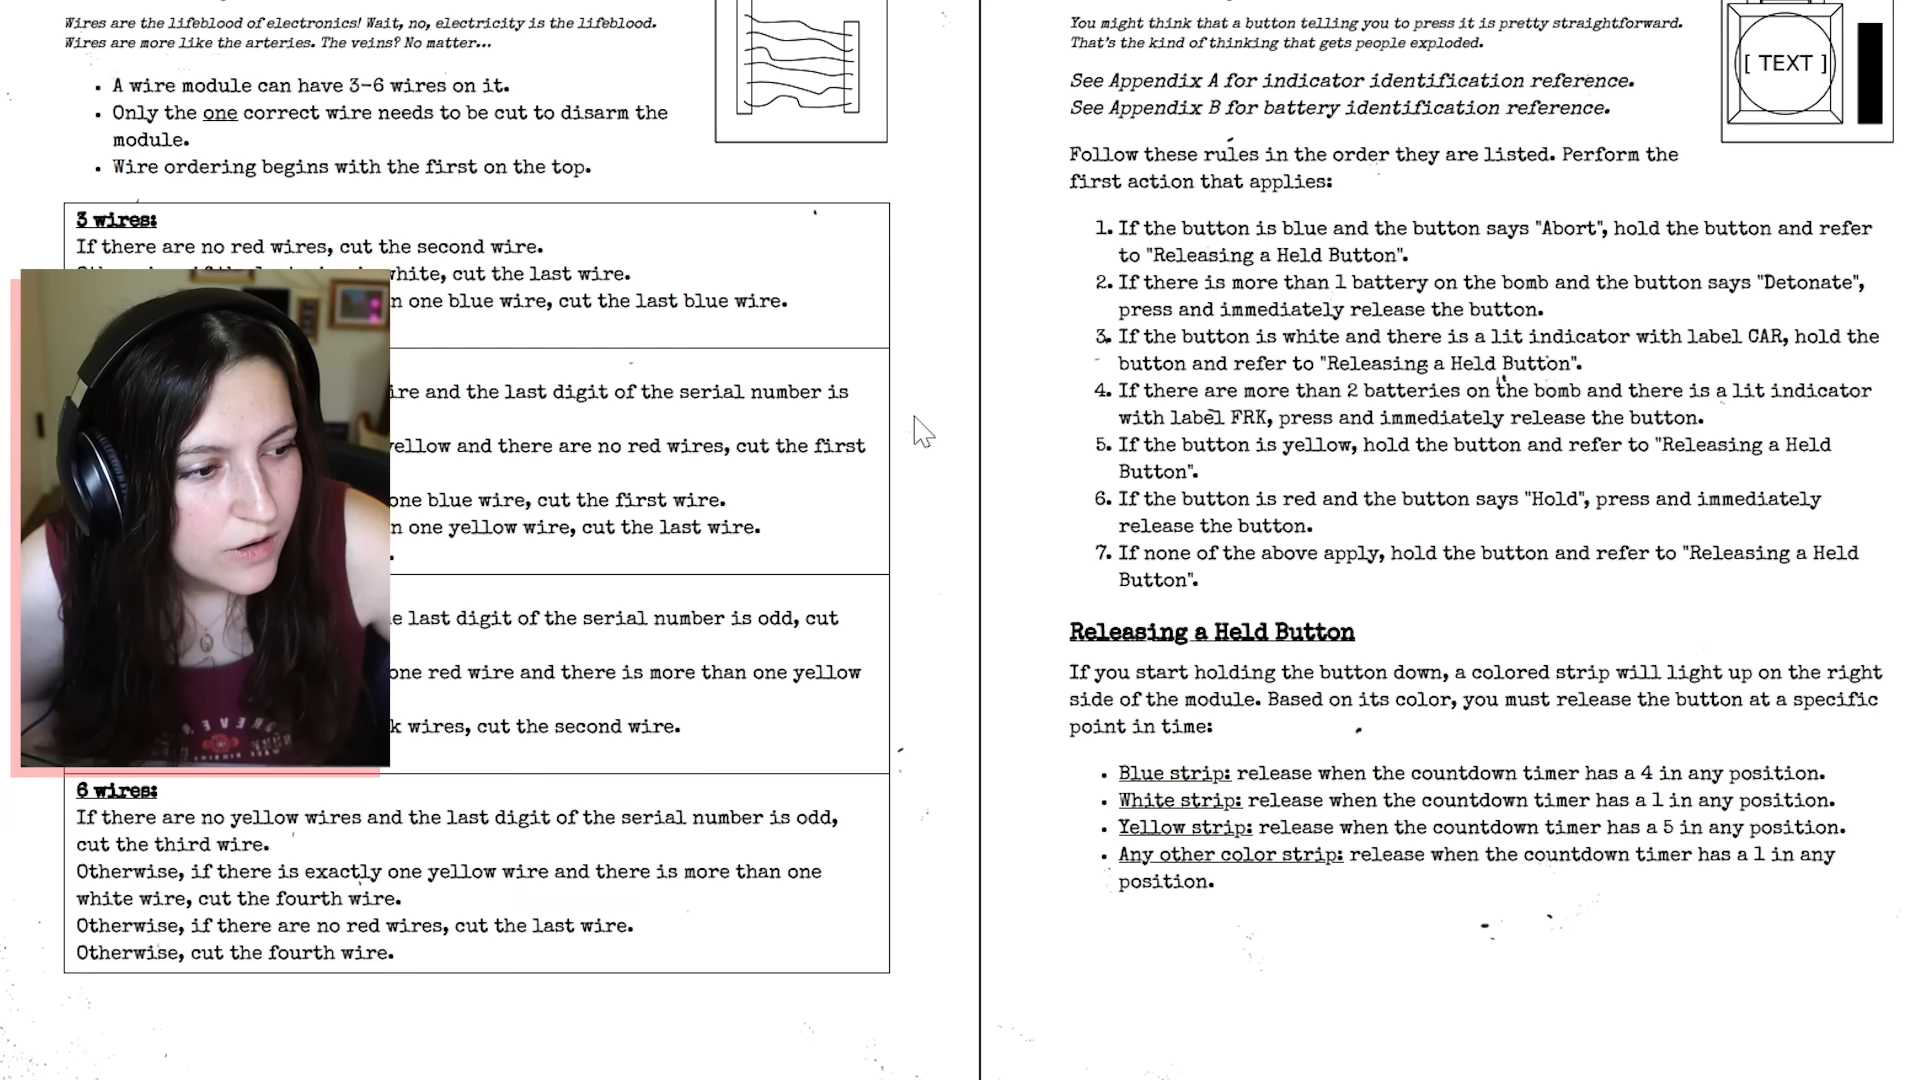 Wires are the lifeblood of electronics! Wait, no, electricity is the lifeblood.
Wires are more like the arteries. The veins? No matter...
• A wire module can have 3-6 wires on it.
• Only the one correct wire needs to be cut to disarm the
module.
• Wire ordering begins with the first on the top.
3 wires:
If there are no red wires, cut the second wire.
white, cut the last wire.
one blue wire, cut the last blue wire.
and the last digit of the serial number is
yellow and there are no red wires, cut the first
one blue wire, cut the first wire.
one yellow wire, cut the last wire.
last digit of the serial number is odd, cut
one red wire and there is more than one yellow
wires, cut the second wire.
6 wires:
If there are no yellow wires and the last digit of the serial number is odd,
cut the third wire.
Otherwise, if there is exactly one yellow wire and there is more than one
white wire, cut the fourth wire.
Otherwise, if there are no red wires, cut the last wire.
Otherwise, cut the fourth wire.
You might think that a button telling you to press it is pretty straightforward.
That's the kind of thinking that gets people exploded.
[ TEXT ]
See Appendix A for indicator identification reference.
See Appendix B for battery identification reference.
Follow these rules in the order they are listed. Perform the
first action that applies:
1. If the button is blue and the button says "Abort", hold the button and refer
to "Releasing a Held Button".
2. If there is more than 1 battery on the bomb and the button says "Detonate",
press and immediately release the button.
3. If the button is white and there is a lit indicator with label CAR, hold the
button and refer to "Releasing a Held Button".
4. If there are more than 2 batteries on the bomb and there is a lit indicator
with label FRK, press and immediately release the button.
5. If the button is yellow, hold the button and refer to "Releasing a Held
Button".
6. If the button is red and the button says "Hold", press and immediately
release the button.
7. If none of the above apply, hold the button and refer to "Releasing a Held
Button".
Releasing a Held Button
If you start holding the button down, a colored strip will light up on the right
side of the module. Based on its color, you must release the button at a specific
point in time:
• Blue strip: release when the countdown timer has a 4 in any position.
• White strip: release when the countdown timer has a 1 in any position.
• Yellow strip: release when the countdown timer has a 5 in any position.
• Any other color strip: release when the countdown timer has a 1 in any
position.